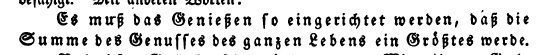 Es muß das Genießen so eingerichtet werden, daß die
Summe des Genusses des ganzen Lebens ein Größtes werde.